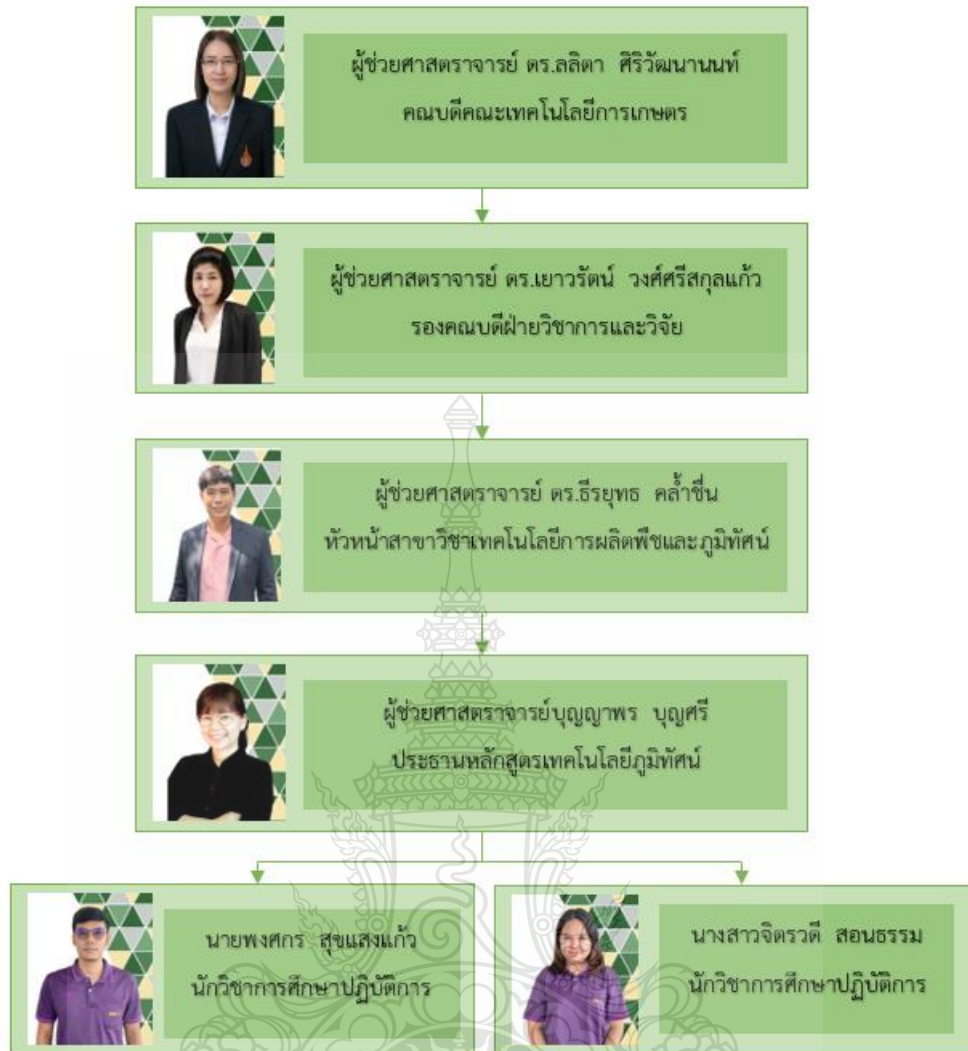 ผู้ช่วยศาสตราจารย์ ดร.ลลิตา ศิริวัฒนานนท์
คณบดีคณะเทคโนโลยีการเกษตร
ผู้ช่วยศาสตราจารย์ ดร.เยาวรัตน์ วงศ์ศรีสกุลแก้ว
รองคณบดีฝ่ายวิชาการและวิจัย
ผู้ช่วยศาสตราจารย์ ดร.ธีรยุทธ คล้ำชื่น
หัวหน้าสาขาวิชาเทคโนโลยีการผลิตพืชและภูมิทัศน์
ผู้ช่วยศาสตราจารย์บุญญาพร บุญศรี
ประธานหลักสูตรเทคโนโลยีภูมิทัศน์
นายพงศกร สุขแสงแก้ว
นักวิชาการศึกษาปฏิบัติการ
นางสาวจิตรวดี สอนธรรม
นักวิชาการศึกษาปฏิบัติการ